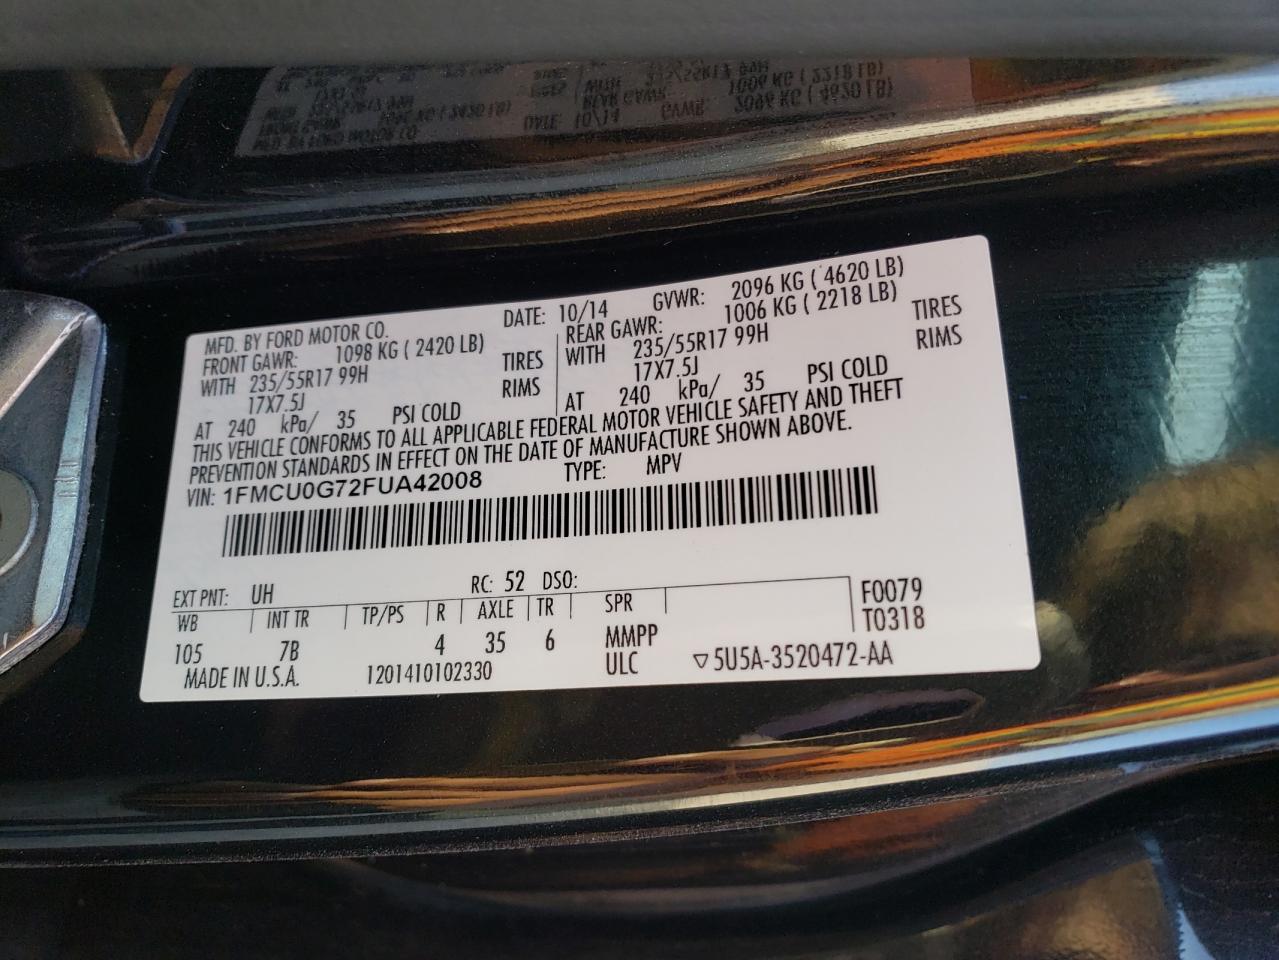 MFD. BY FORD MOTOR CO. DATE: 10/14 GVWR: 2096 KG ( 4620 LB)
FRONT GAWR: 1098 KG ( 2420 LB) REAR GAWR: 1006 KG ( 2218 LB)
WITH 235/55R17 99H TIRES WITH 235/55R17 99H TIRES
17X7.5J RIMS 17X7.5J RIMS
AT 240 kPa/ 35 PSI COLD AT 240 kPa/ 35 PSI COLD
THIS VEHICLE CONFORMS TO ALL APPLICABLE FEDERAL MOTOR VEHICLE SAFETY AND THEFT
PREVENTION STANDARDS IN EFFECT ON THE DATE OF MANUFACTURE SHOWN ABOVE.
VIN: 1FMCU0G72FUA42008 TYPE: MPV
EXT PNT: UH RC: 52 DSO:
WB INT TR TP/PS R AXLE TR SPR F0079
105 7B 4 35 6 MMPP T0318
MADE IN U.S.A. 1201410102330 ULC ▽5U5A-3520472-AA